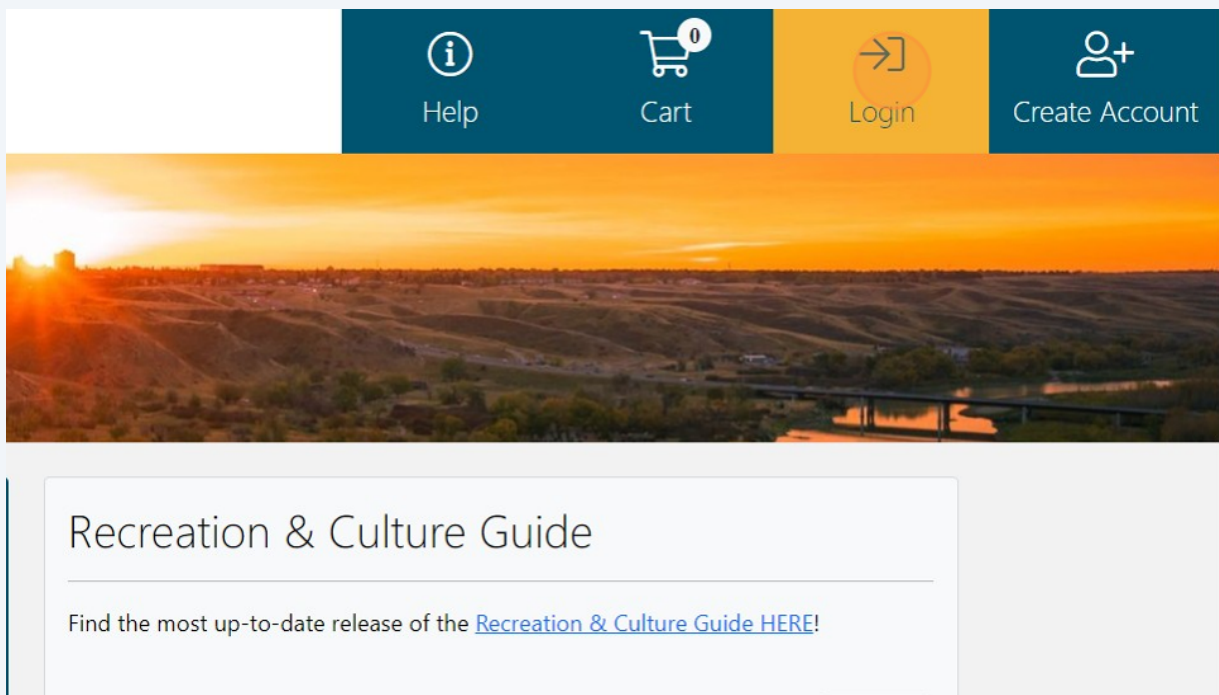 0
Help
Cart
Login
Create Account
Recreation & Culture Guide
Find the most up-to-date release of the Recreation & Culture Guide HERE!